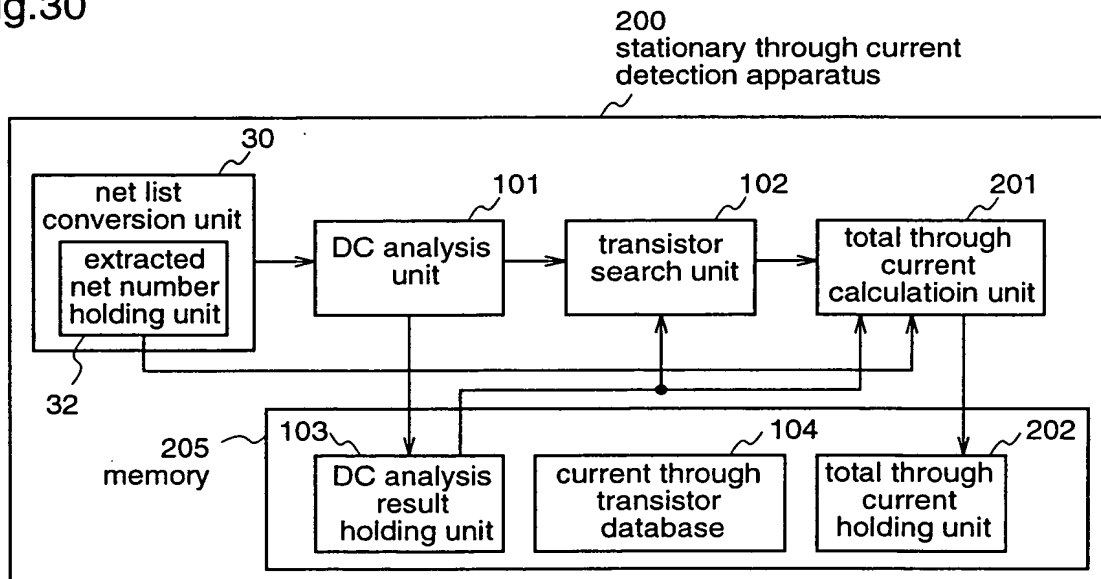 ig.30
200
stationary through current
detection apparatus
30
net list
conversion unit
extracted
net number
holding unit
32
101
DC analysis
unit
102
transistor
search unit
201
total through
current
calculatioin unit
205
memory
103
DC analysis
result
holding unit
104
current through
transistor
database
202
total through
current
holding unit